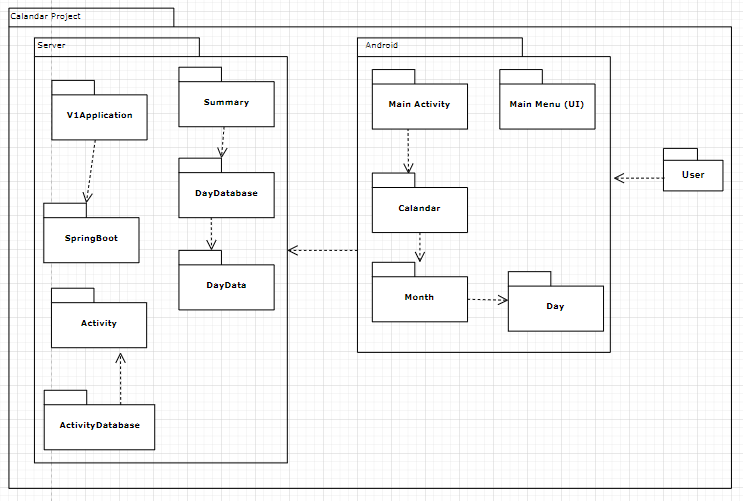 Calandar Project
Server
V1Application
Summary
DayDatabase
SpringBoot
DayData
Activity
ActivityDatabase
Android
Main Activity
Main Menu (UI)
Calandar
Month
Day
User